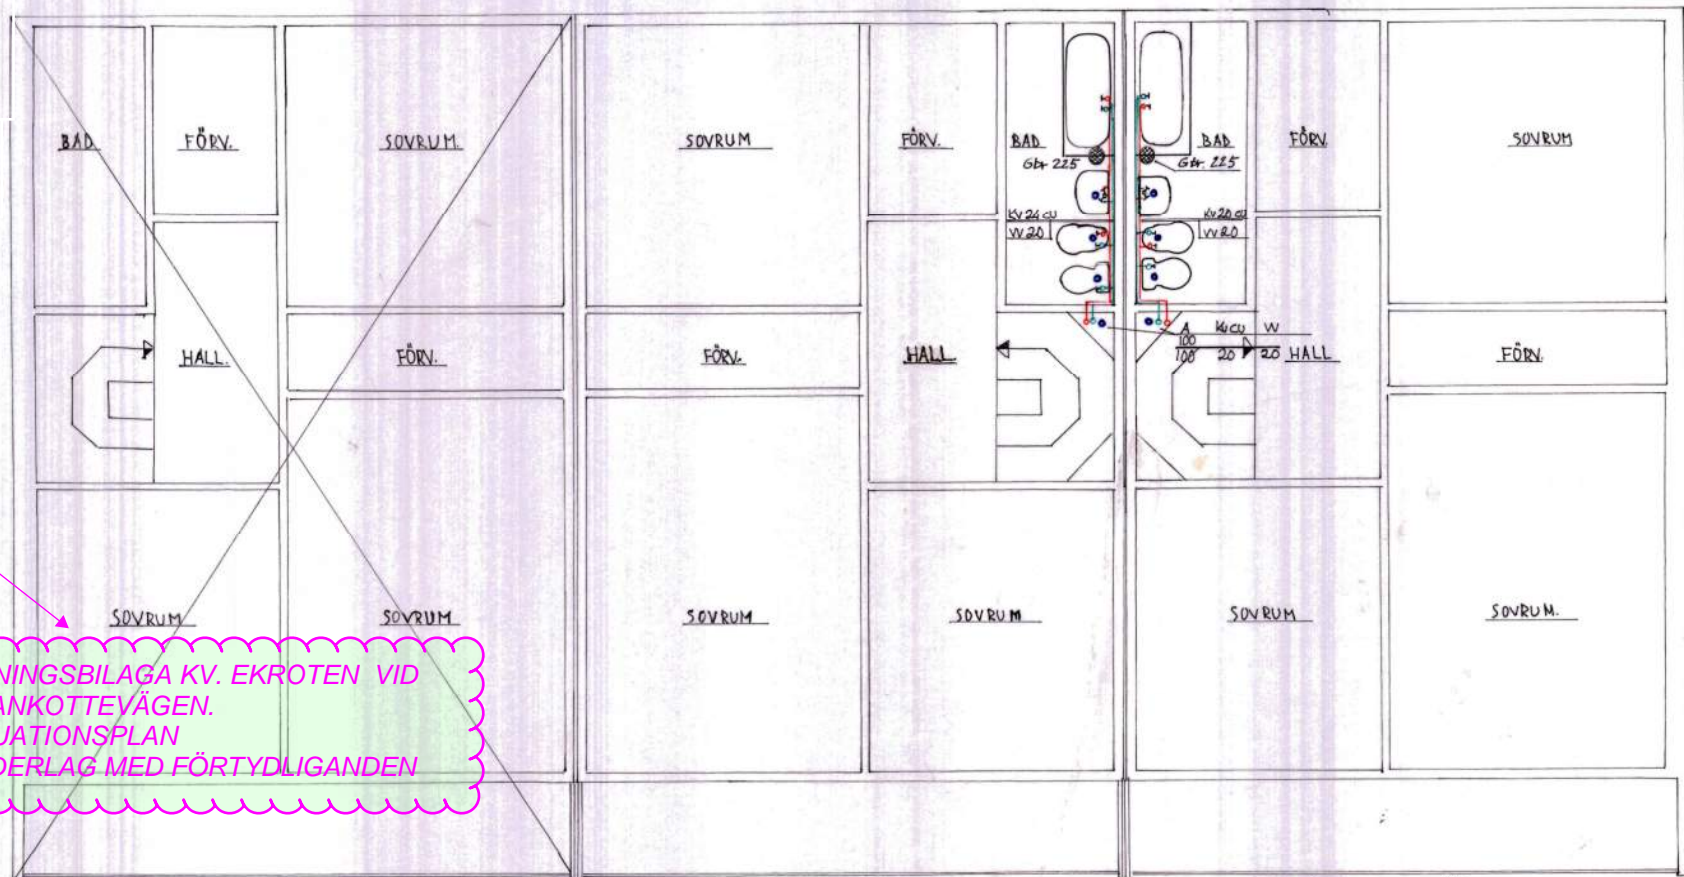 BAD
FÖRV.
SOVRUM.
SOVRUM
FÖRV.
BAD
Gbr 225
BAD
Gbr. 225
FÖRV.
SOVRUM
KV 24 CU
VV 20
KV 20 CU
VV 20
HALL.
FÖRV.
FÖRV.
HALL.
A KV CU VV
100
100 20 20
HALL
FÖRV.
SOVRUM
SOVRUM
SOVRUM
SOVRUM
SOVRUM
SOVRUM.
NINGSBILAGA KV. EKROTEN VID
ANKOTTEVÄGEN.
UATIONSPLAN
DERLAG MED FÖRTYDLIGANDEN